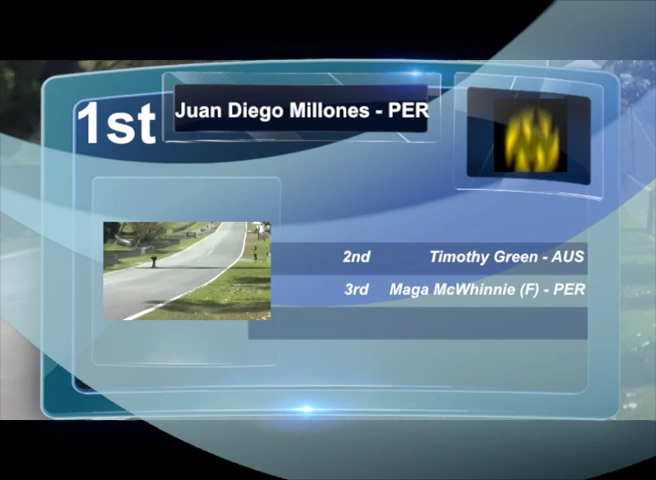 1st
Juan Diego Millones - PER
2nd Timothy Green - AUS
3rd Maga McWhinnie (F) - PER